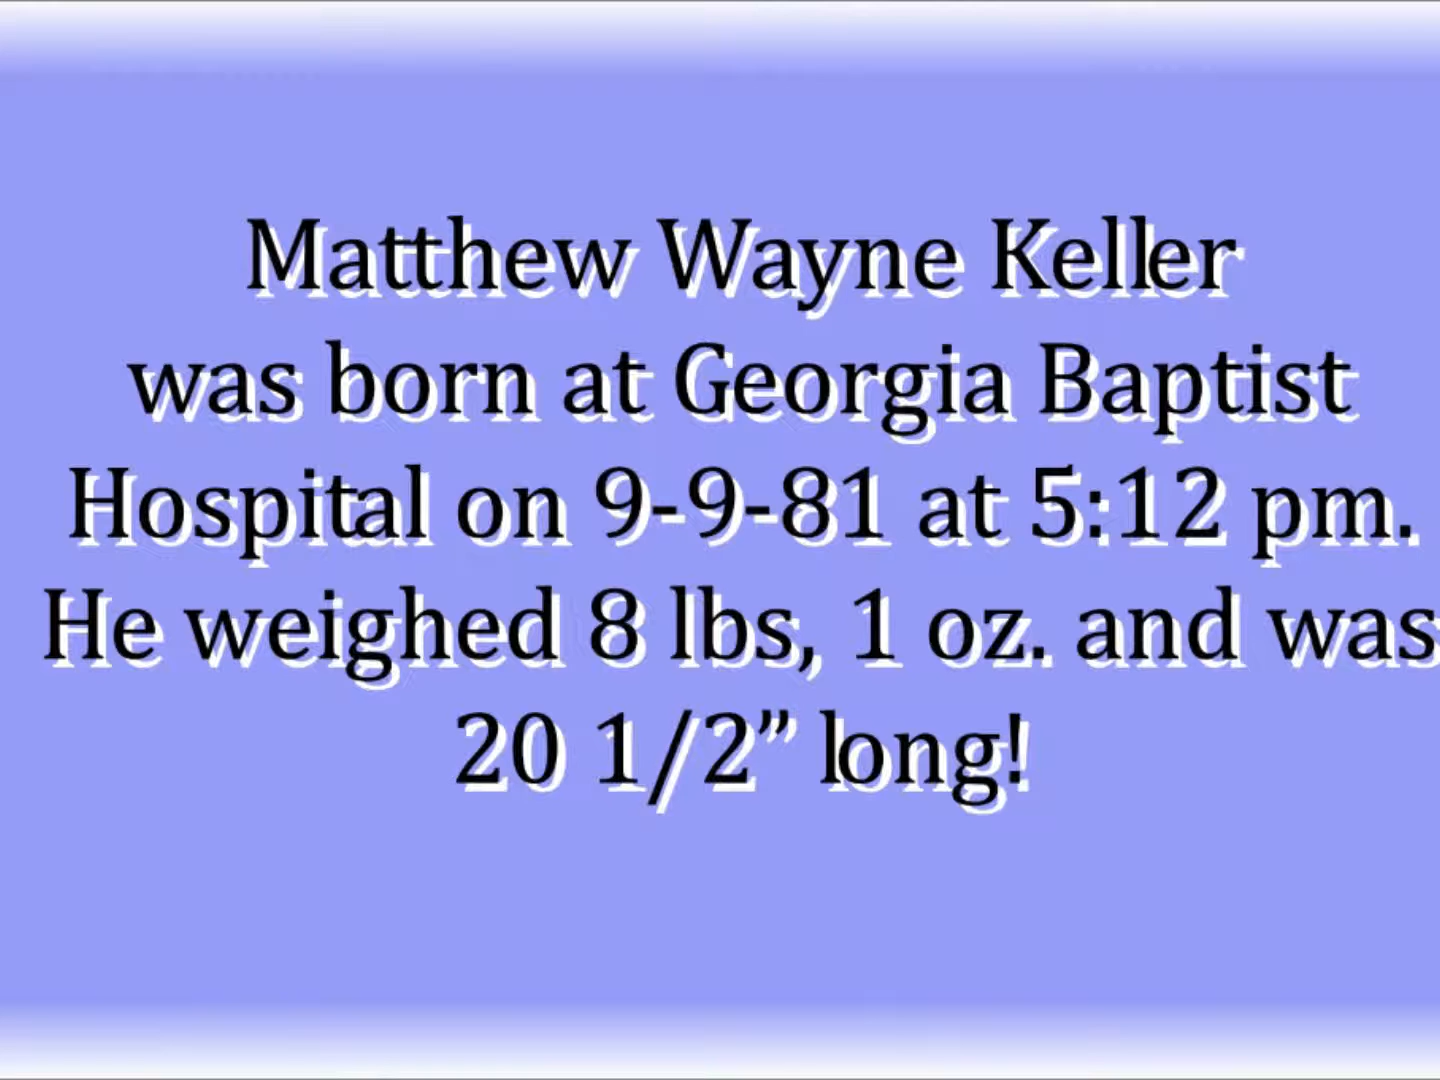 Matthew Wayne Keller
was born at Georgia Baptist
Hospital on 9-9-81 at 5:12 pm.
He weighed 8 lbs, 1 oz. and was
20 1/2” long!